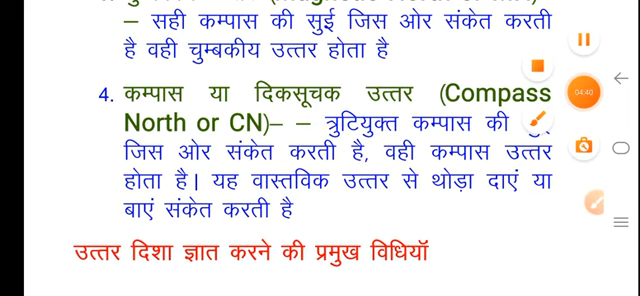 – सही कम्पास की सुई जिस ओर संकेत करती
है वही चुम्बकीय उत्तर होता है
4. कम्पास या दिकसूचक उत्तर (Compass
North or CN)– – त्रुटियुक्त कम्पास की
जिस ओर संकेत करती है, वही कम्पास उत्तर
होता है। यह वास्तविक उत्तर से थोड़ा दाएं या
बाएं संकेत करती है
उत्तर दिशा ज्ञात करने की प्रमुख विधियॉ
04:40